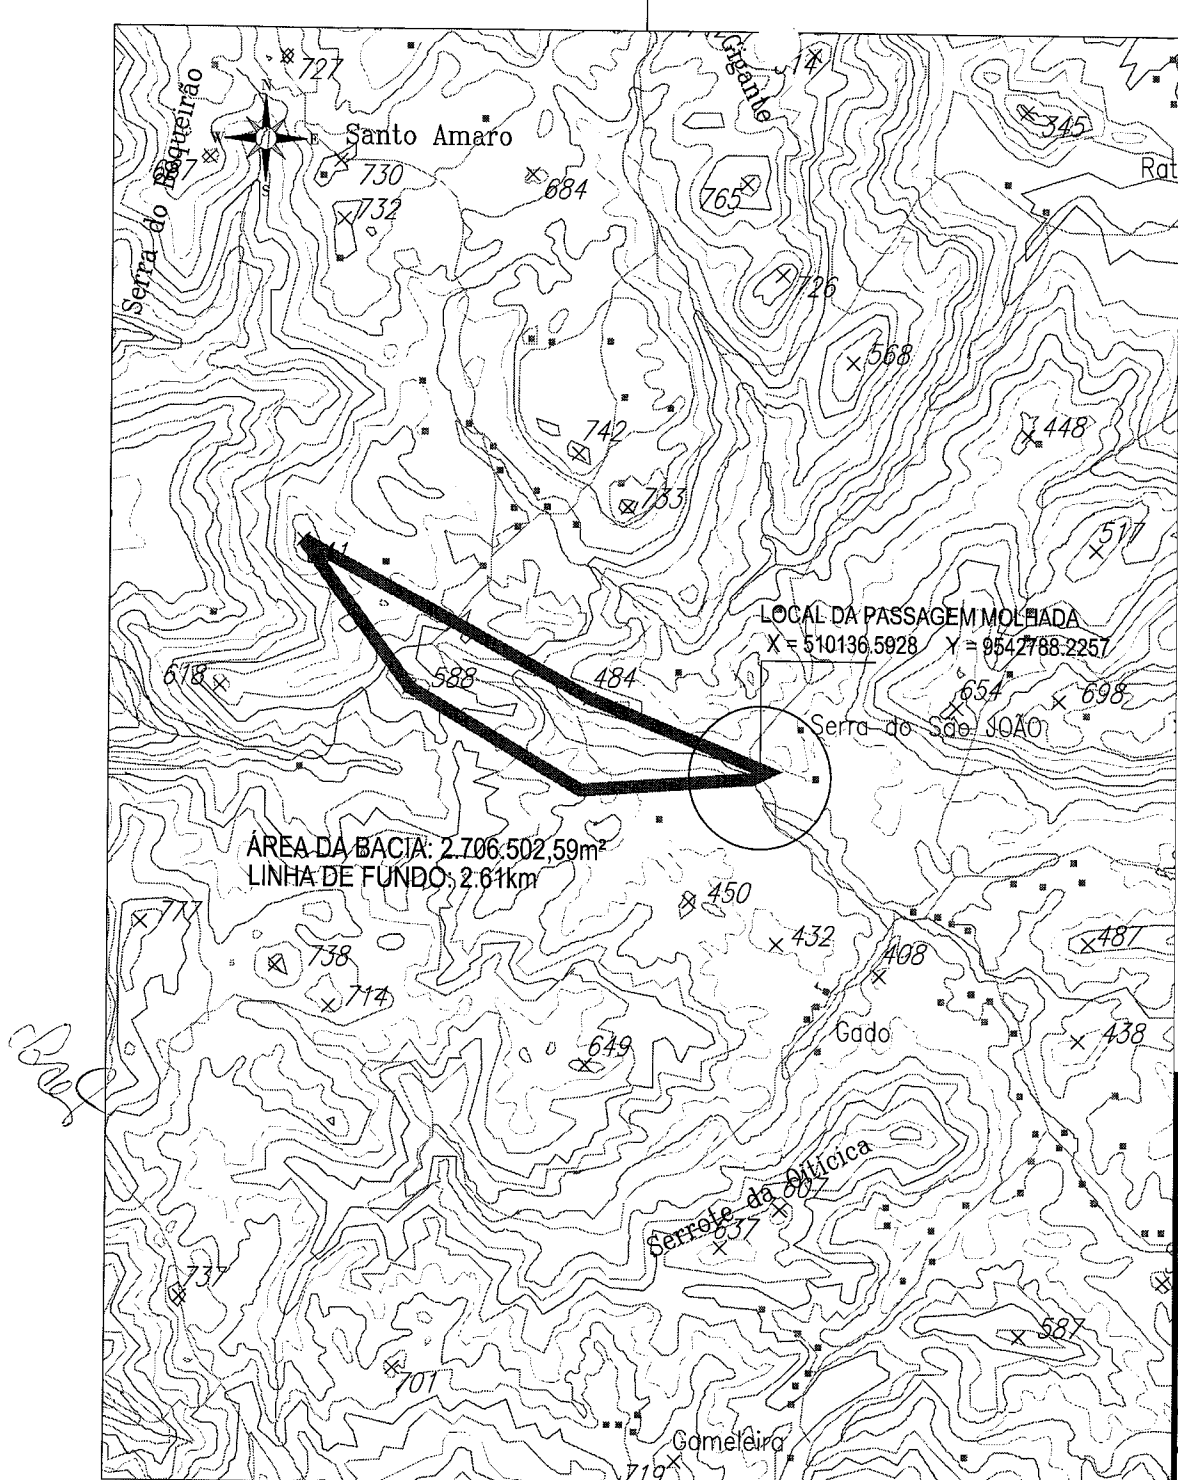 Gigante
727
14
N
345
Serra do Boqueirão
W
E
Santo Amaro
Rat
730
684
765
S
732
726
568
742
448
733
517
LOCAL DA PASSAGEM MOLHADA
X = 510136.5928 Y = 9542788.2257
618
588
484
654
698
Serra do São JOÃO
ÁREA DA BACIA: 2.706.502,59m²
LINHA DE FUNDO: 2.61km
450
777
432
487
738
408
714
Gado
438
649
Serrote da Oiticica
607
637
737
587
701
Gameleira
719